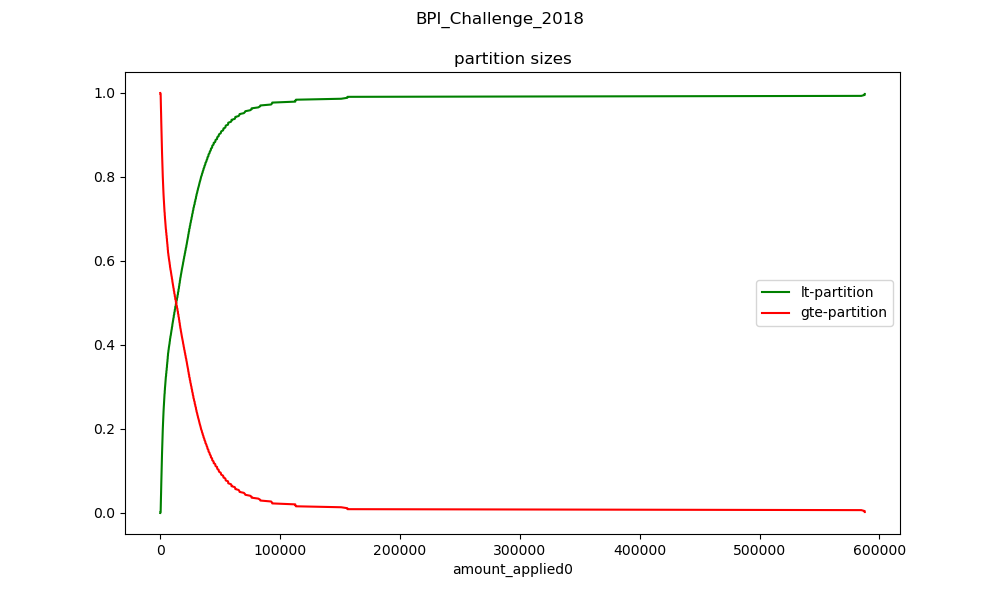 BPI_Challenge_2018
partition sizes
1.0
0.8
0.6
0.4
0.2
0.0
lt-partition
gte-partition
0 100000 200000 300000 400000 500000 600000
amount_applied0